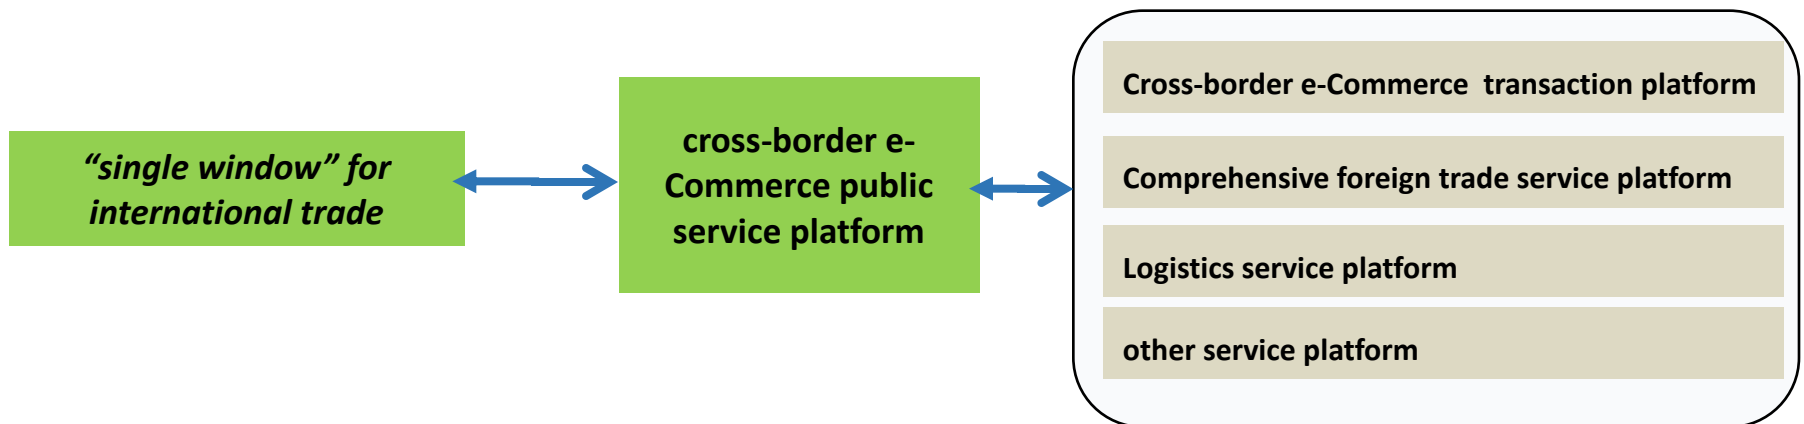 “single window” for
international trade
cross-border e-
Commerce public
service platform
Cross-border e-Commerce  transaction platform
Comprehensive foreign trade service platform
Logistics service platform
other service platform